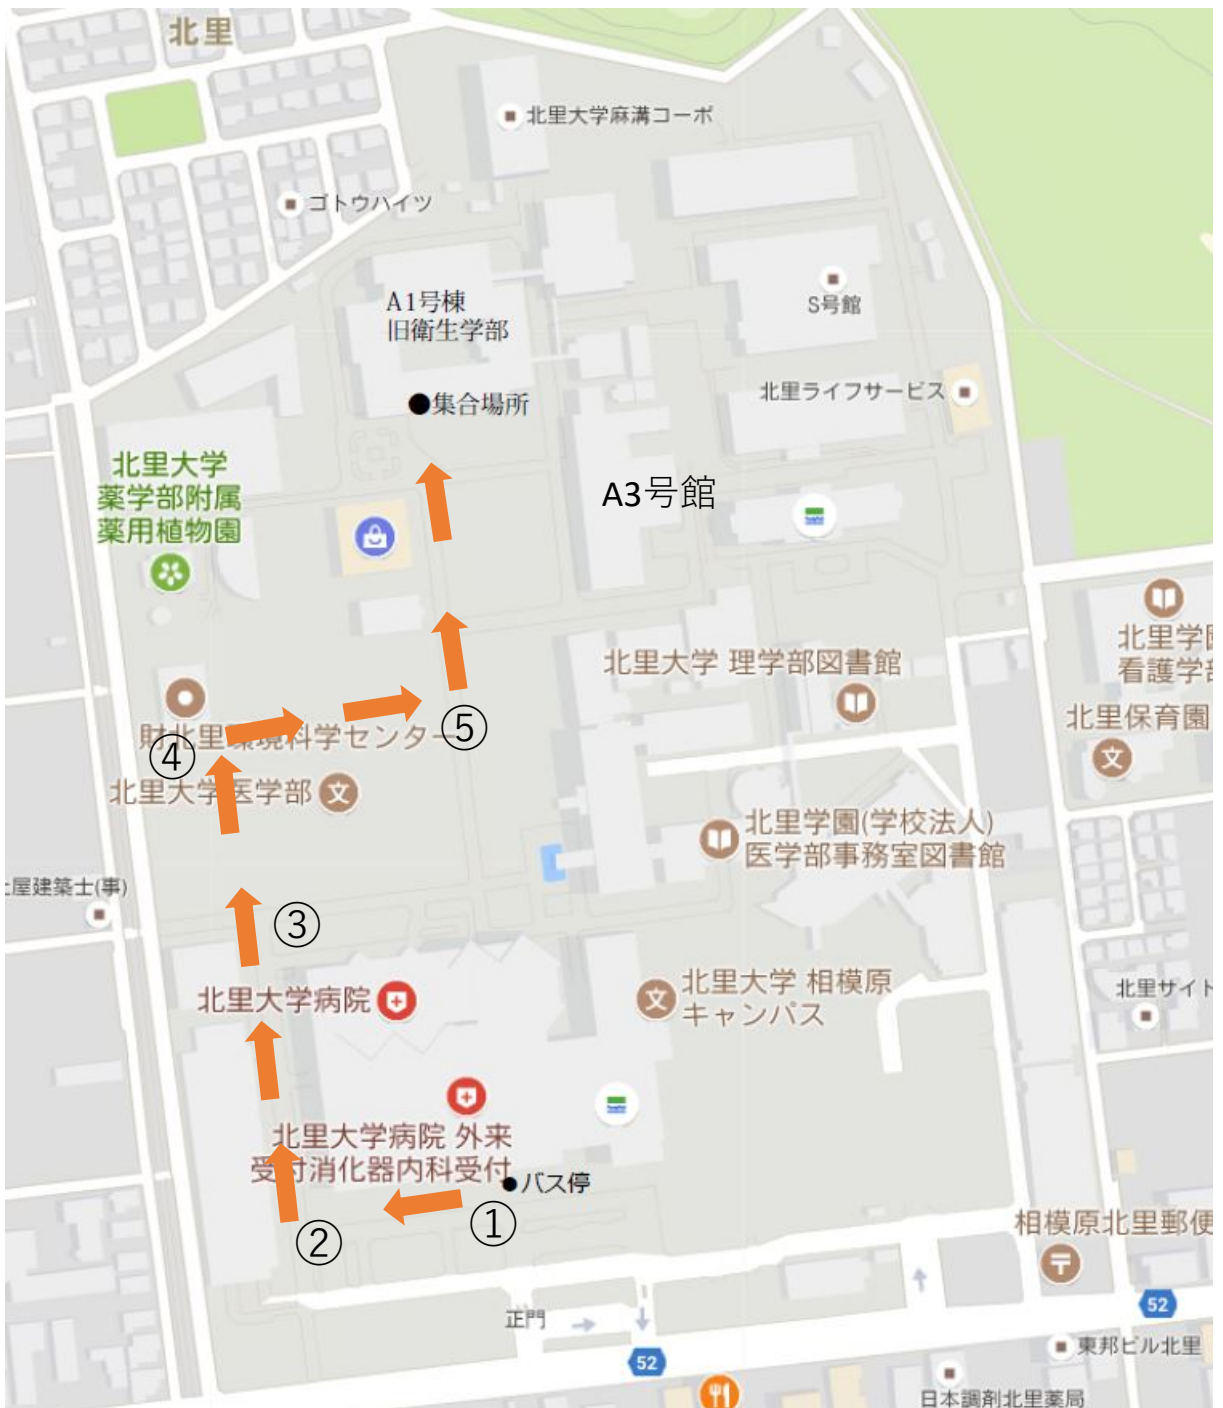 北里
北里大学麻溝コーポ
ゴトウハイツ
A1号棟
旧衛生学部
S号館
北里ライフサービス
●集合場所
北里大学
薬学部附属
薬用植物園
A3号館
北里学
看護学
北里大学 理学部図書館
北里保育園
財北里環境科学センター
④
⑤
北里大学医学部
文
文
北里学園(学校法人)
医学部事務室図書館
屋建築士(事)
③
北里大学病院
文
北里大学 相模原
キャンパス
北里サイト
北里大学病院 外来
受付消化器内科受付
●バス停
①
②
相模原北里郵便
〒
正門
52
52
東邦ビル北里
日本調剤北里薬局